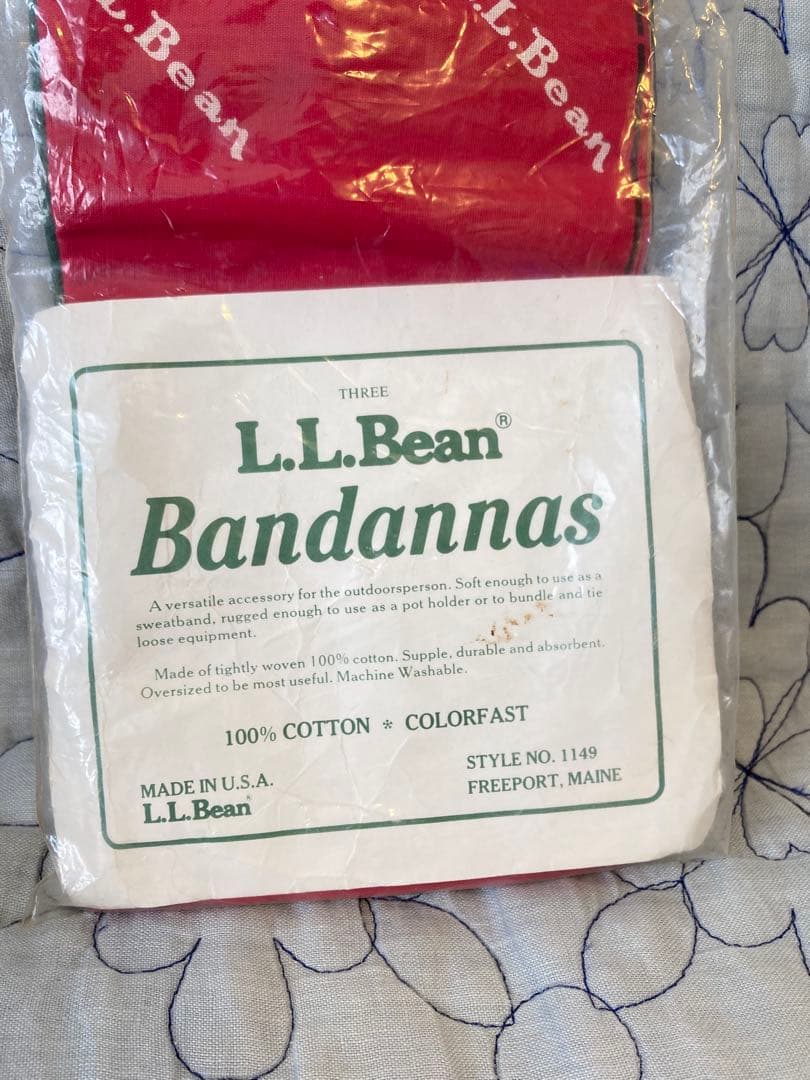 L.Bean
L.Bean
THREE
L.L.Bean®
Bandannas
A versatile accessory for the outdoorsperson. Soft enough to use as a
sweatband, rugged enough to use as a pot holder or to bundle and tie
loose equipment.
Made of tightly woven 100% cotton. Supple, durable and absorbent.
Oversized to be most useful. Machine Washable.
100% COTTON * COLORFAST
MADE IN U.S.A.
L.L.Bean
STYLE NO. 1149
FREEPORT, MAINE